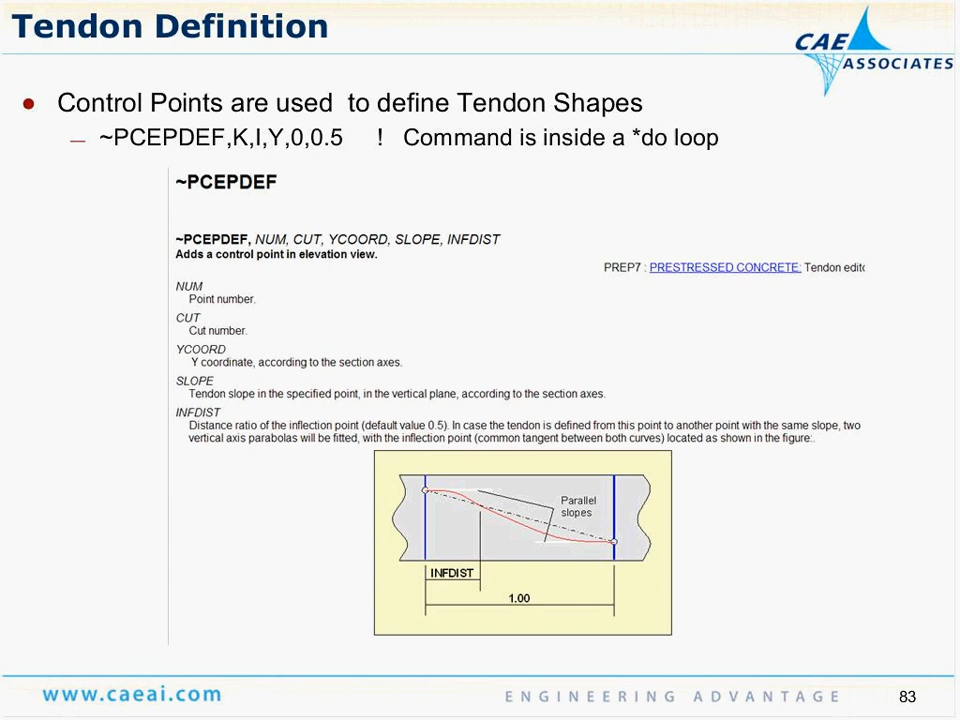 Tendon Definition
CAE
ASSOCIATES
● Control Points are used to define Tendon Shapes
— ~PCEPDEF,K,I,Y,0,0.5 ! Command is inside a *do loop
~PCEPDEF
~PCEPDEF, NUM, CUT, YCOORD, SLOPE, INFDIST
Adds a control point in elevation view.
PREP7 : PRESTRESSED CONCRETE: Tendon edito
NUM
Point number.
CUT
Cut number.
YCOORD
Y coordinate, according to the section axes.
SLOPE
Tendon slope in the specified point, in the vertical plane, according to the section axes.
INFDIST
Distance ratio of the inflection point (default value 0.5). In case the tendon is defined from this point to another point with the same slope, two
vertical axis parabolas will be fitted, with the inflection point (common tangent between both curves) located as shown in the figure:.
Parallel
slopes
INFDIST
1.00
www.caeai.com
ENGINEERING ADVANTAGE
83